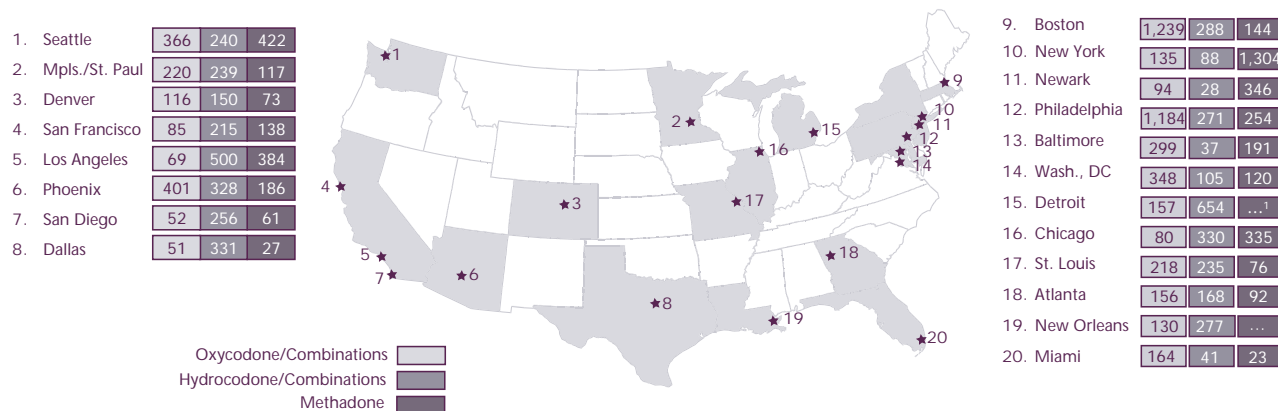 1. Seattle 366 240 422
2. Mpls./St. Paul 220 239 117
3. Denver 116 150 73
4. San Francisco 85 215 138
5. Los Angeles 69 500 384
6. Phoenix 401 328 186
7. San Diego 52 256 61
8. Dallas 51 331 27
1
2
3
4
5
6
7
8
9
10
11
12
13
14
15
16
17
18
19
20
9. Boston 1,239 288 144
10. New York 135 88 1,304
11. Newark 94 28 346
12. Philadelphia 1,184 271 254
13. Baltimore 299 37 191
14. Wash., DC 348 105 120
15. Detroit 157 654 ...¹
16. Chicago 80 330 335
17. St. Louis 218 235 76
18. Atlanta 156 168 92
19. New Orleans 130 277 ...
20. Miami 164 41 23
Oxycodone/Combinations
Hydrocodone/Combinations
Methadone